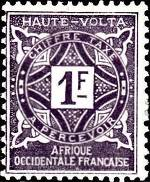 HAUTE-VOLTA
CHIFFRE-TAXE
1F
A PERCEVOIR
AFRIQUE
OCCIDENTALE FRANÇAISE